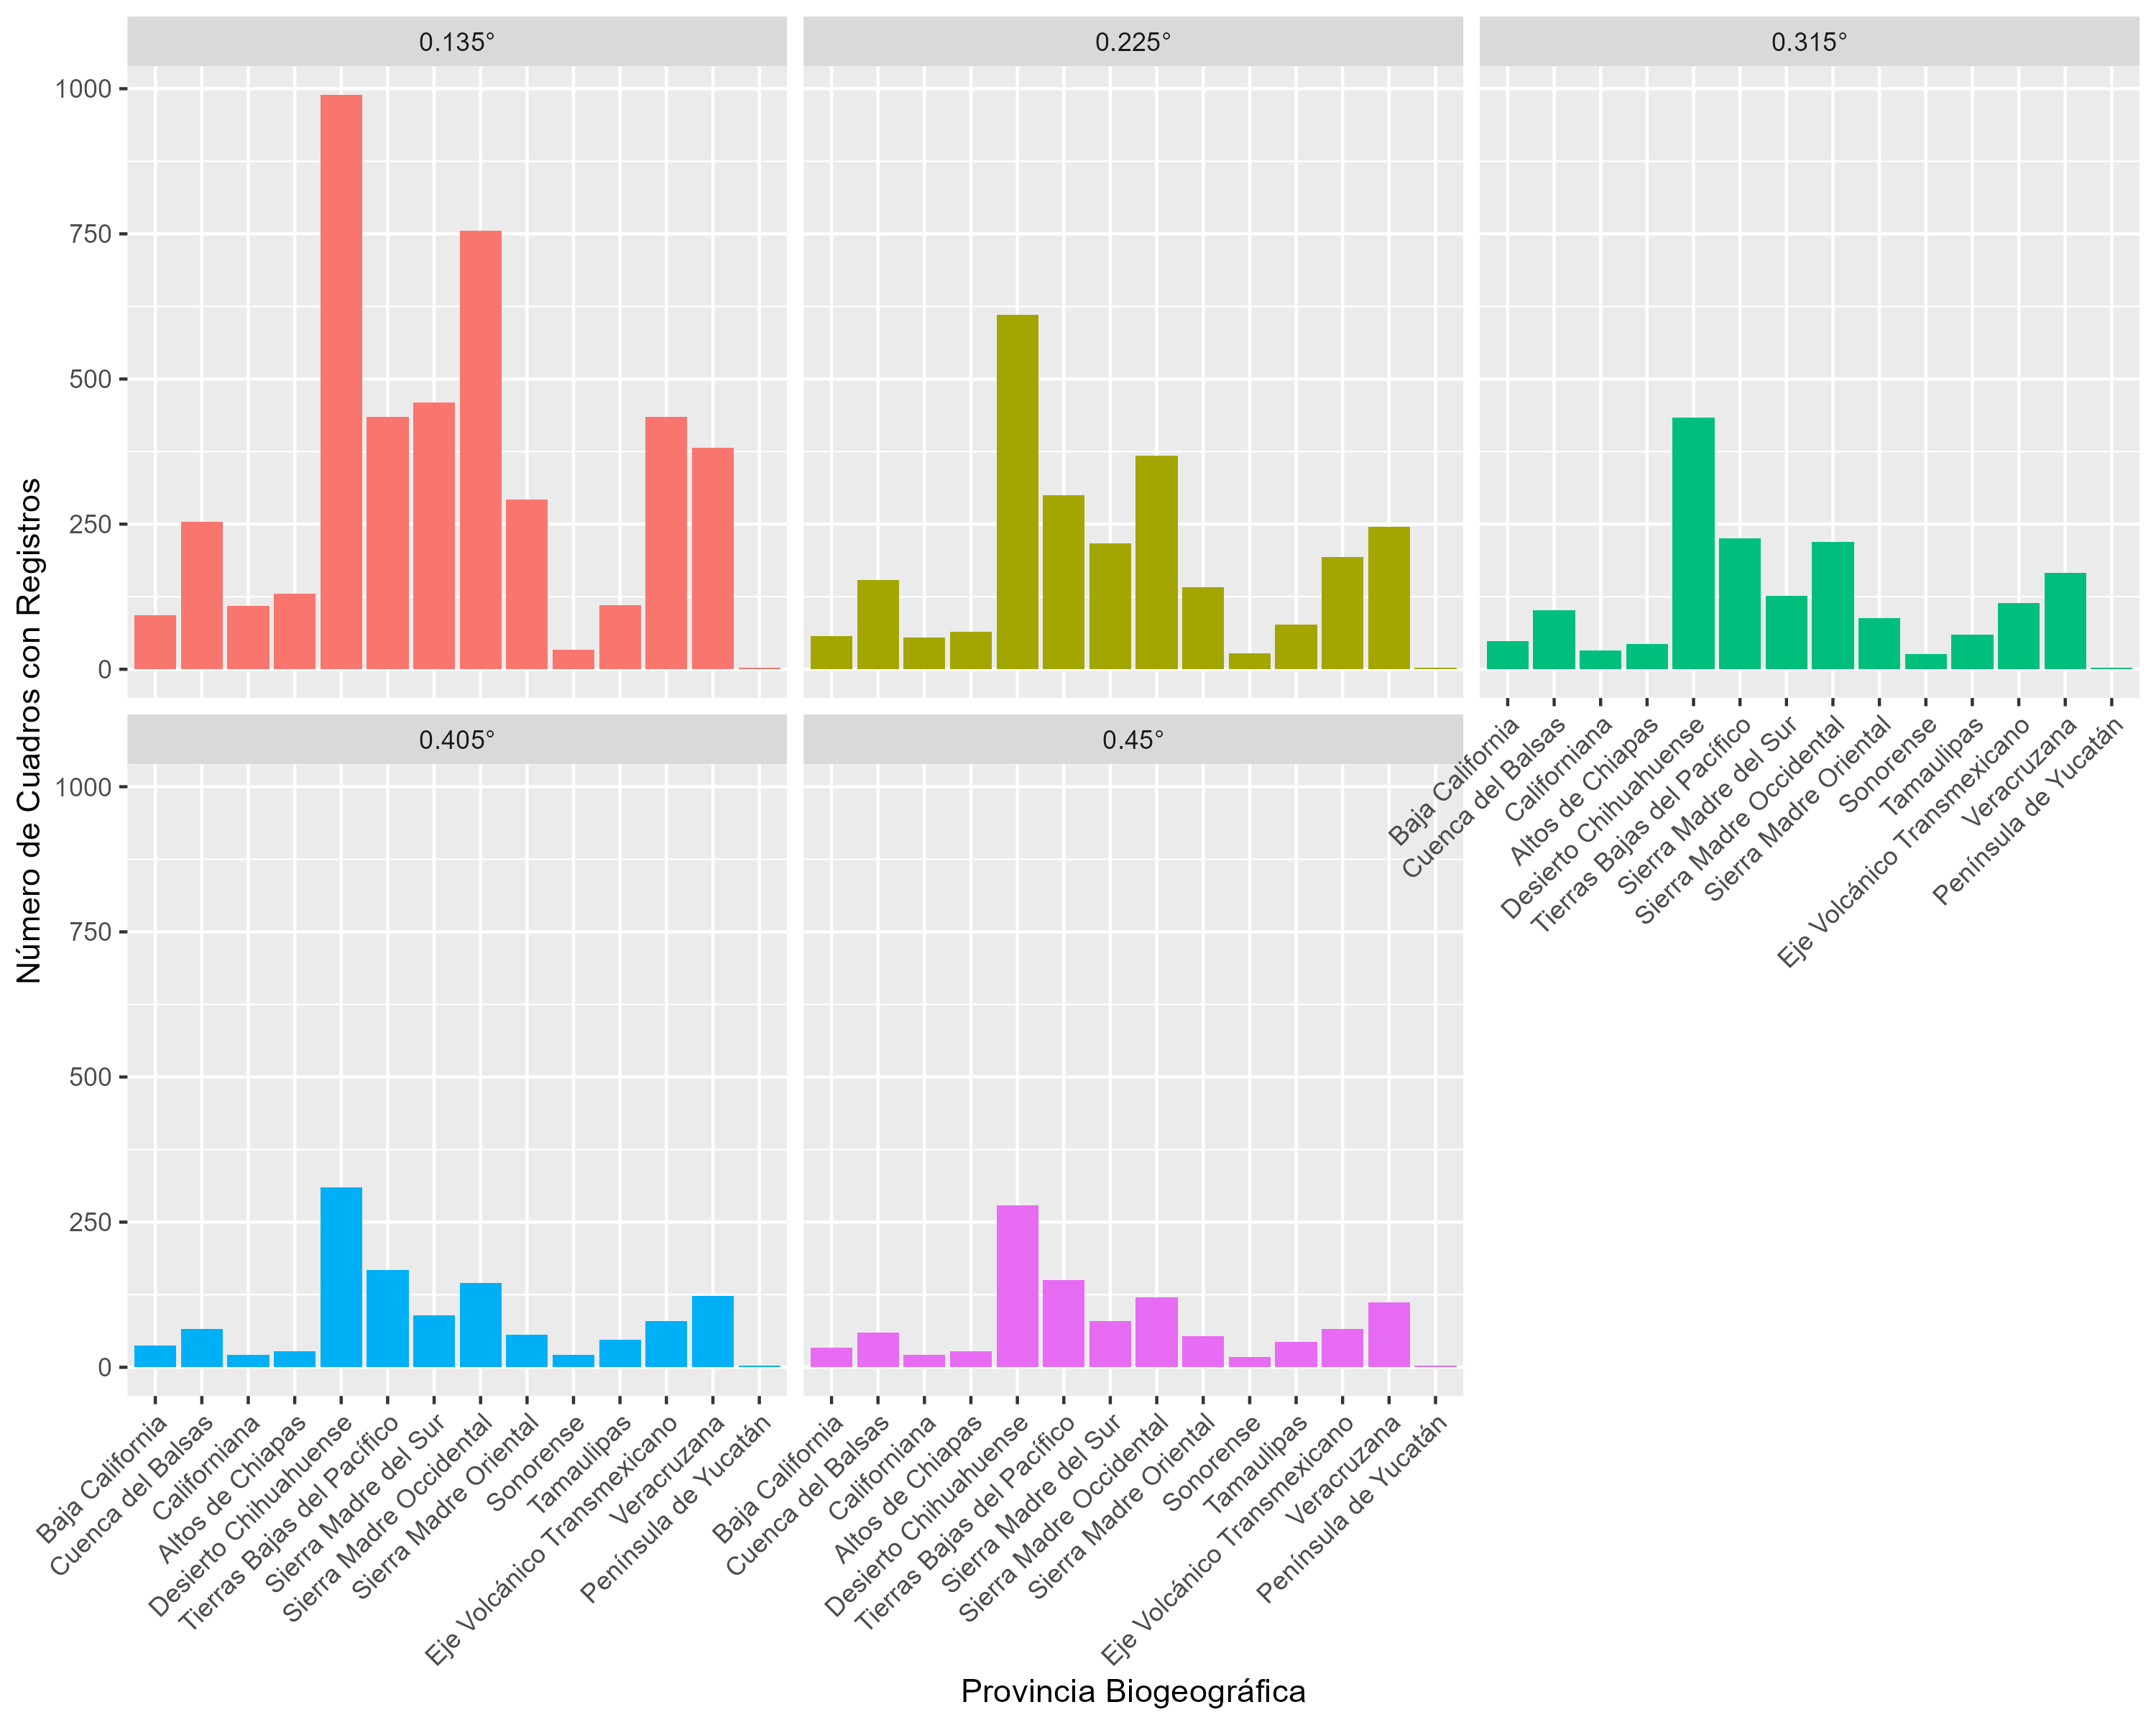 0.135°
0.225°
0.315°
1000
750
500
250
0
Número de Cuadros con Registros
Baja California
Cuenca del Balsas
Californiana
Altos de Chiapas
Desierto Chihuahuense
Tierras Bajas del Pacífico
Sierra Madre del Sur
Sierra Madre Occidental
Sierra Madre Oriental
Sonorense
Tamaulipas
Eje Volcánico Transmexicano
Veracruzana
Península de Yucatán
0.405°
0.45°
1000
750
500
250
0
Baja California
Cuenca del Balsas
Californiana
Altos de Chiapas
Desierto Chihuahuense
Tierras Bajas del Pacífico
Sierra Madre del Sur
Sierra Madre Occidental
Sierra Madre Oriental
Sonorense
Tamaulipas
Eje Volcánico Transmexicano
Veracruzana
Península de Yucatán
Baja California
Cuenca del Balsas
Californiana
Altos de Chiapas
Desierto Chihuahuense
Tierras Bajas del Pacífico
Sierra Madre del Sur
Sierra Madre Occidental
Sierra Madre Oriental
Sonorense
Tamaulipas
Eje Volcánico Transmexicano
Veracruzana
Península de Yucatán
Provincia Biogeográfica